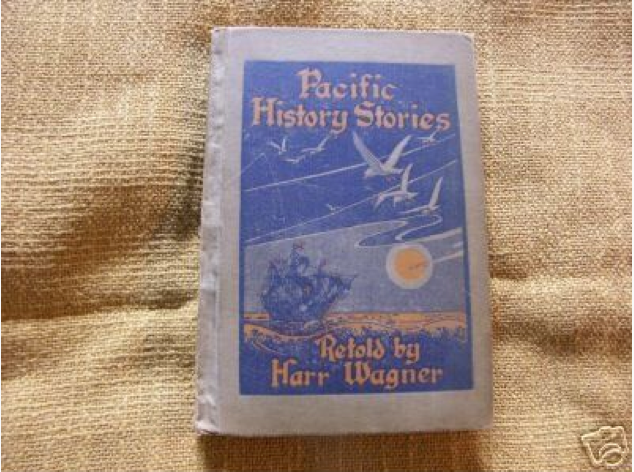 Pacific
History Stories
Retold by
Harr Wagner